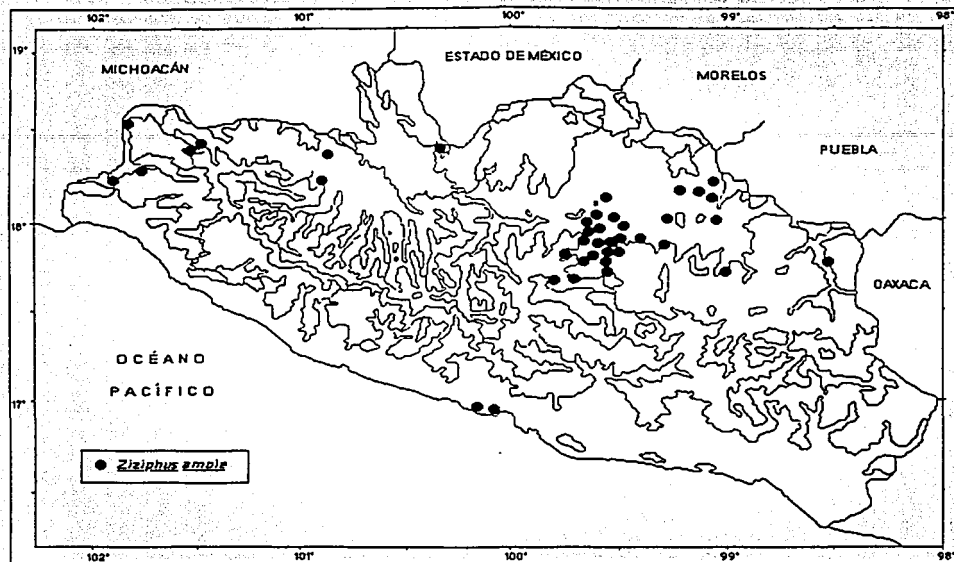 102° 101° 100° 99° 98°
19°
MICHOACÁN
ESTADO DE MÉXICO
MORELOS
PUEBLA
18°
OAXACA
OCÉANO
PACÍFICO
17°
Ziziphus ample
102° 101° 100° 99° 98°